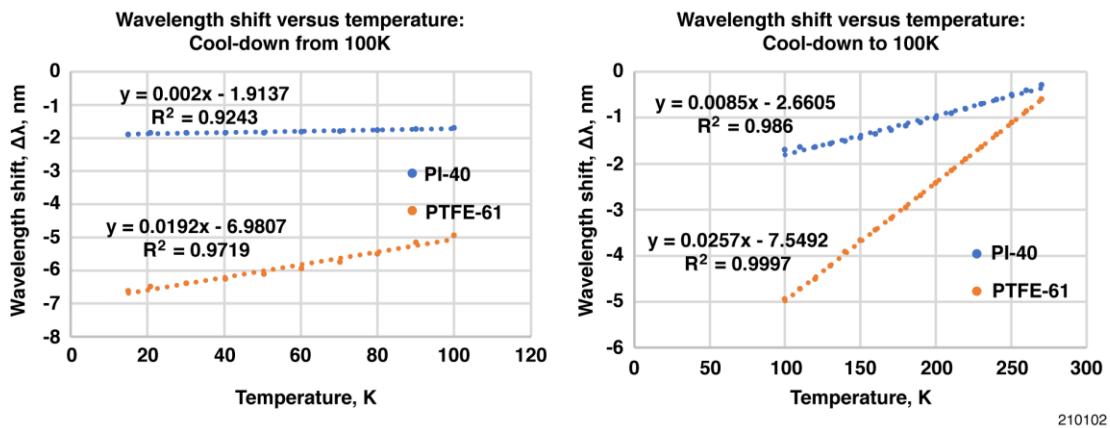 Wavelength shift versus temperature:
Cool-down from 100K
Wavelength shift, Δλ, nm
0
-1
-2
-3
-4
-5
-6
-7
-8
y = 0.002x - 1.9137
R² = 0.9243
PI-40
PTFE-61
y = 0.0192x - 6.9807
R² = 0.9719
0 20 40 60 80 100 120
Temperature, K
Wavelength shift versus temperature:
Cool-down to 100K
Wavelength shift, Δλ, nm
0
-1
-2
-3
-4
-5
-6
y = 0.0085x - 2.6605
R² = 0.986
y = 0.0257x - 7.5492
R² = 0.9997
PI-40
PTFE-61
0 50 100 150 200 250 300
Temperature, K
210102